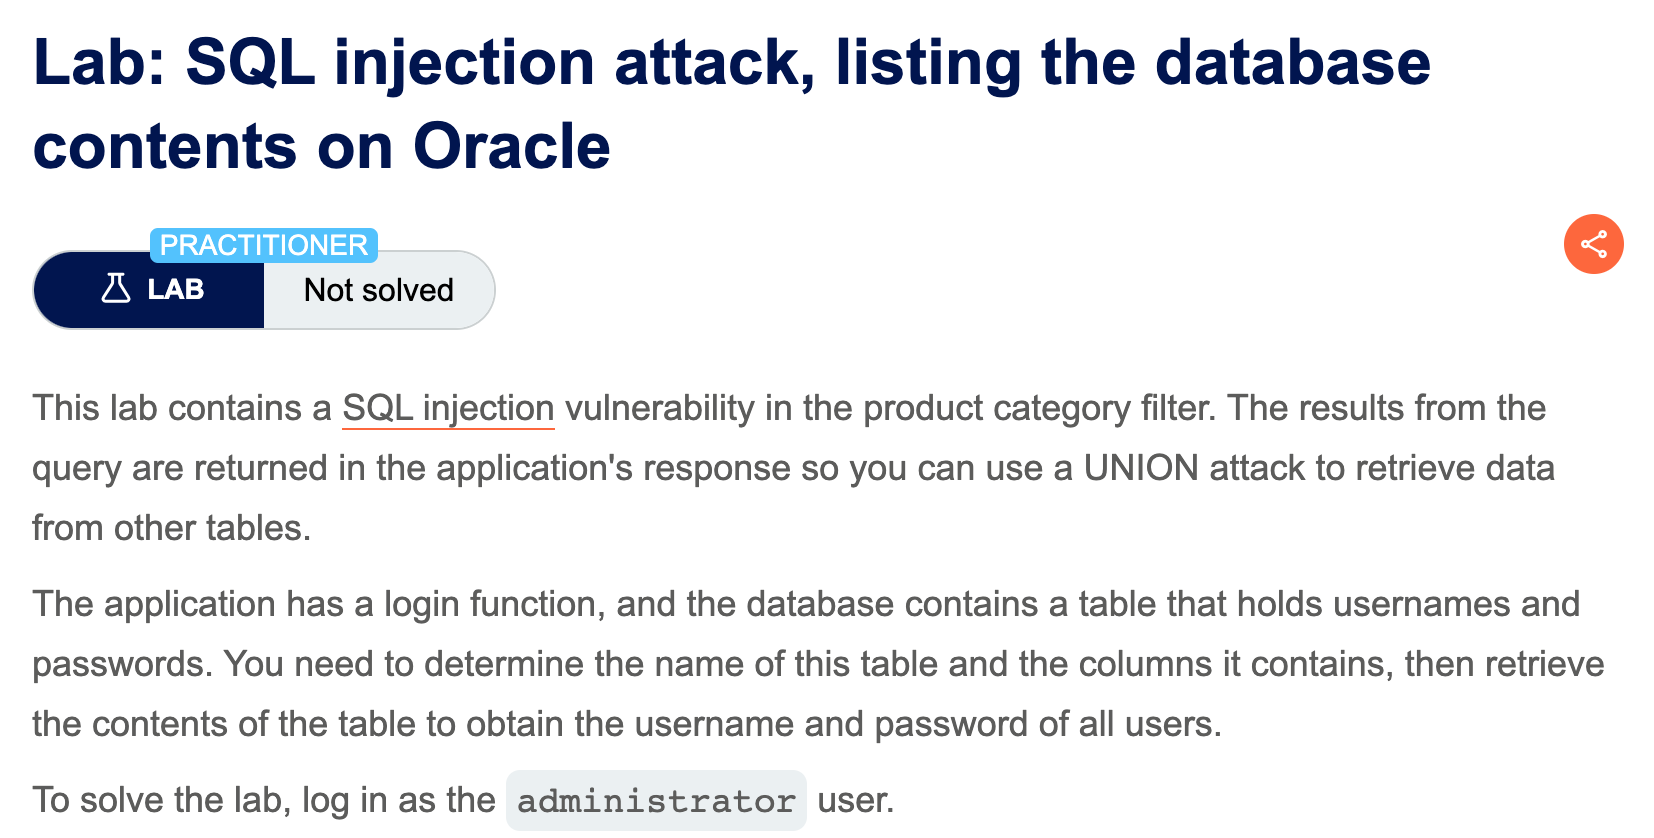 Lab: SQL injection attack, listing the database
contents on Oracle
PRACTITIONER
LAB Not solved
This lab contains a SQL injection vulnerability in the product category filter. The results from the
query are returned in the application's response so you can use a UNION attack to retrieve data
from other tables.
The application has a login function, and the database contains a table that holds usernames and
passwords. You need to determine the name of this table and the columns it contains, then retrieve
the contents of the table to obtain the username and password of all users.
To solve the lab, log in as the administrator user.